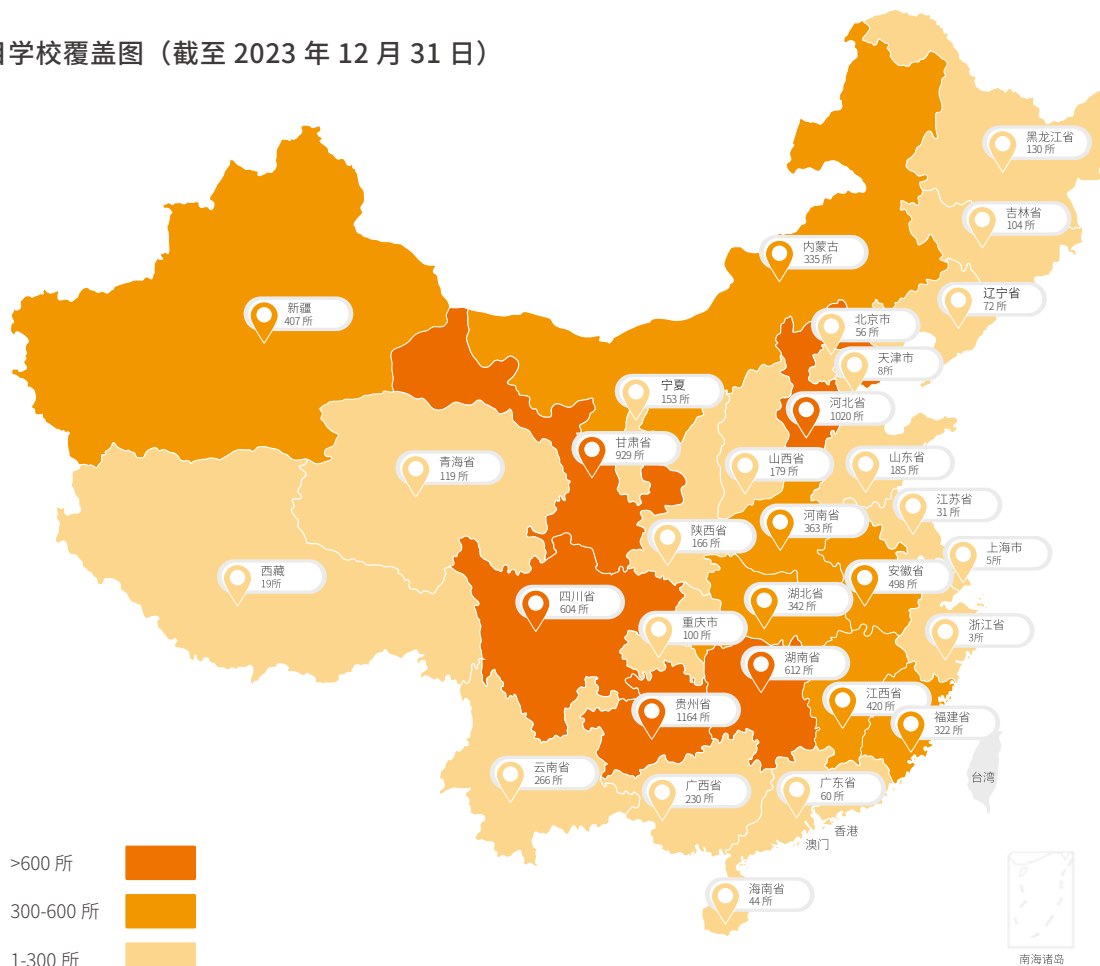 学校覆盖图（截至 2023 年 12 月 31 日）
黑龙江省
130 所
吉林省
104 所
内蒙古
335 所
辽宁省
72 所
新疆
407 所
北京市
56 所
天津市
8所
宁夏
153 所
河北省
1020 所
甘肃省
929 所
青海省
119 所
山西省
179 所
山东省
185 所
江苏省
31 所
河南省
363 所
陕西省
166 所
上海市
5所
西藏
19所
安徽省
498 所
四川省
604 所
湖北省
342 所
重庆市
100 所
浙江省
3所
湖南省
612 所
江西省
420 所
贵州省
1164 所
福建省
322 所
云南省
266 所
广西省
230 所
广东省
60 所
台湾
香港
澳门
海南省
44 所
>600 所
300-600 所
1-300 所
南海诸岛